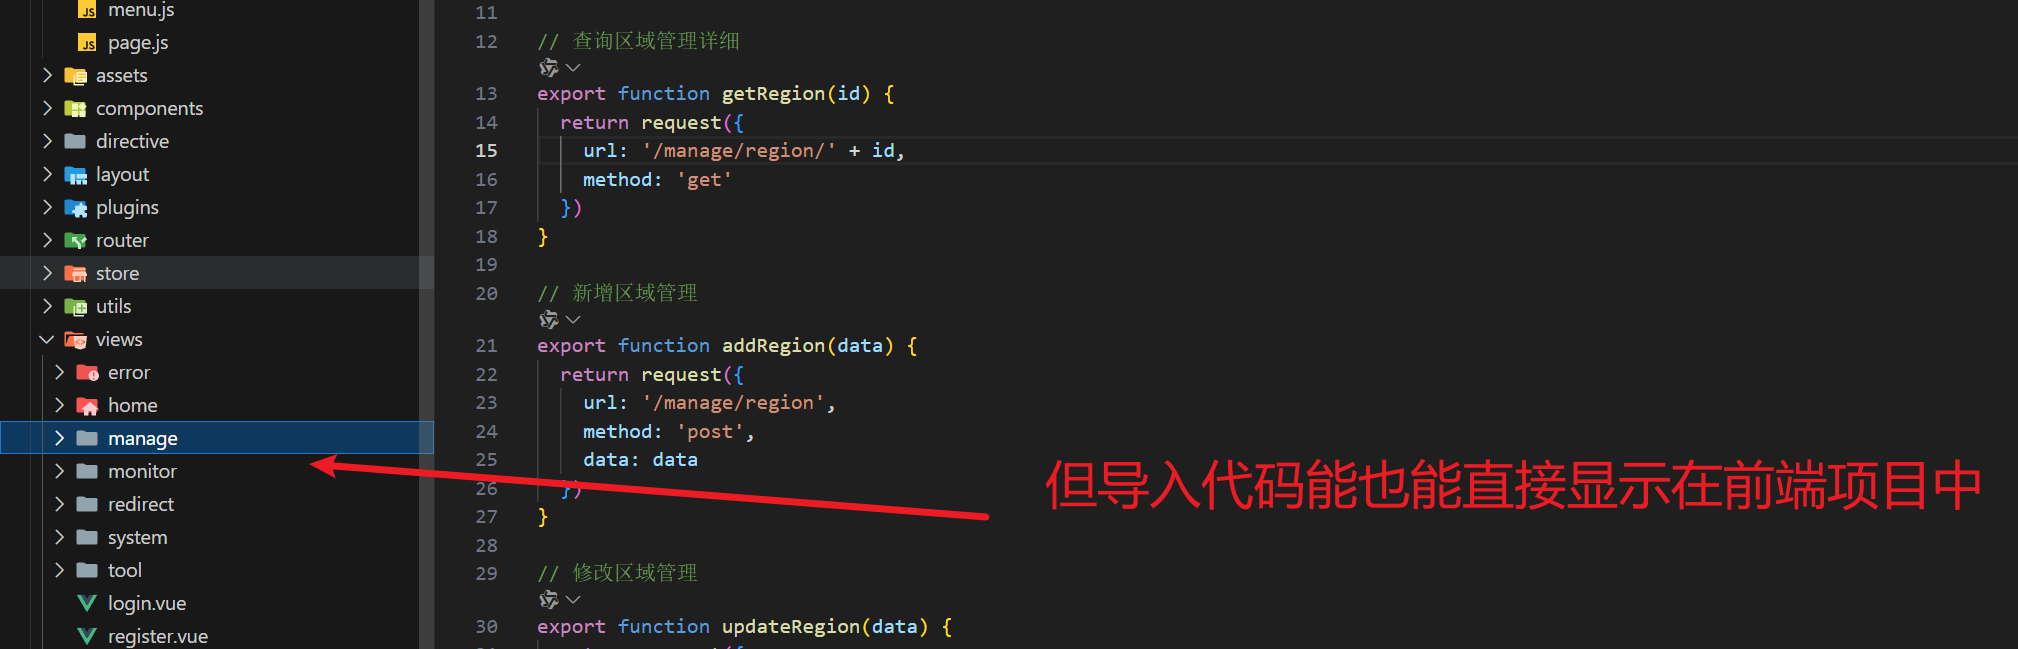 menu.js
page.js
assets
components
directive
layout
plugins
router
store
utils
views
error
home
manage
monitor
redirect
system
tool
login.vue
register.vue
11
12 // 查询区域管理详细
13 export function getRegion(id) {
14 return request({
15 url: '/manage/region/' + id,
16 method: 'get'
17 })
18 }
19
20 // 新增区域管理
21 export function addRegion(data) {
22 return request({
23 url: '/manage/region',
24 method: 'post',
25 data: data
26 })
27 }
28
29 // 修改区域管理
30 export function updateRegion(data) {
但导入代码能也能直接显示在前端项目中